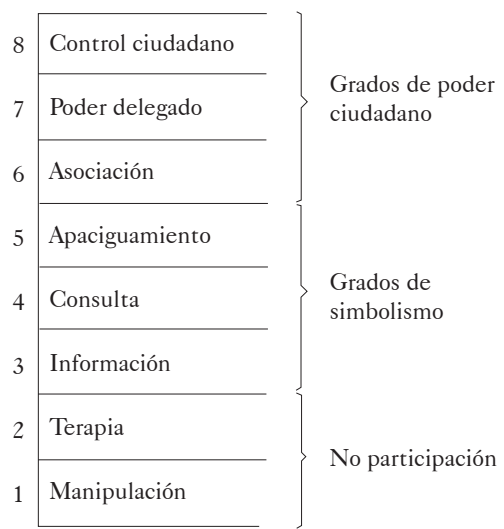 8 Control ciudadano
7 Poder delegado
6 Asociación
Grados de poder
ciudadano
5 Apaciguamiento
4 Consulta
3 Información
Grados de
simbolismo
2 Terapia
1 Manipulación
No participación